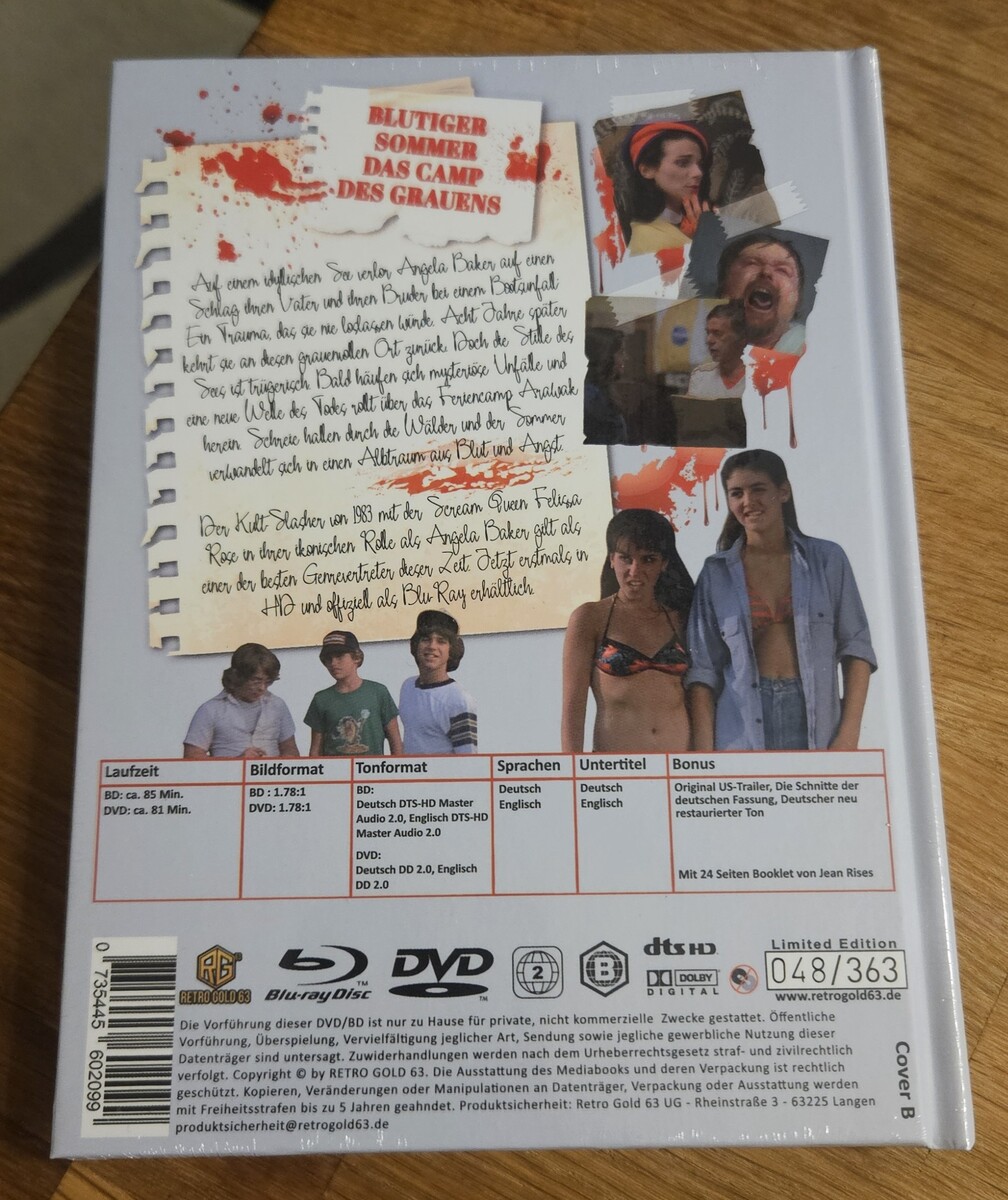 BLUTIGER
SOMMER
DAS CAMP
DES GRAUENS
Auf einem idyllischen See verlor Angela Baker auf einen
Schlag ihren Vater und ihren Bruder bei einem Bootsunfall.
Ein Trauma, das sie nie loslassen würde. Acht Jahre später
kehrt sie an diesen grauenvollen Ort zurück. Doch die Stille des
Sees ist trügerisch. Bald häufen sich mysteriöse Unfälle und
eine neue Welle des Todes rollt über das Feriencamp Arawak
herein. Schreie hallen durch die Wälder und der Sommer
verwandelt sich in einen Albtraum aus Blut und Angst.
Der Kult-Slasher von 1983 mit der Scream Queen Felissa
Rose in ihrer ikonischen Rolle als Angela Baker gilt als
einer der besten Genrevertreter dieser Zeit. Jetzt erstmals in
HD und offiziell als Blu-Ray erhältlich.
Laufzeit
BD: ca. 85 Min.
DVD: ca. 81 Min.
Bildformat
BD : 1.78:1
DVD: 1.78:1
Tonformat
BD:
Deutsch DTS-HD Master
Audio 2.0, Englisch DTS-HD
Master Audio 2.0
DVD:
Deutsch DD 2.0, Englisch
DD 2.0
Sprachen
Deutsch
Englisch
Untertitel
Deutsch
Englisch
Bonus
Original US-Trailer, Die Schnitte der
deutschen Fassung, Deutscher neu
restaurierter Ton
Mit 24 Seiten Booklet von Jean Rises
0 735445 602099
RG
RETRO GOLD 63
Blu-ray Disc™
DVD™
2
B
dts HD
DOLBY
DIGITAL
Limited Edition
048/363
www.retrogold63.de
Die Vorführung dieser DVD/BD ist nur zu Hause für private, nicht kommerzielle Zwecke gestattet. Öffentliche
Vorführung, Überspielung, Vervielfältigung jeglicher Art, Sendung sowie jegliche gewerbliche Nutzung dieser
Datenträger sind untersagt. Zuwiderhandlungen werden nach dem Urheberrechtsgesetz straf- und zivilrechtlich
verfolgt. Copyright © by RETRO GOLD 63. Die Ausstattung des Mediabooks und deren Verpackung ist rechtlich
geschützt. Kopieren, Veränderungen oder Manipulationen an Datenträger, Verpackung oder Ausstattung werden
mit Freiheitsstrafen bis zu 5 Jahren geahndet. Produktsicherheit: Retro Gold 63 UG - Rheinstraße 3 - 63225 Langen
produktsicherheit@retrogold63.de
Cover B